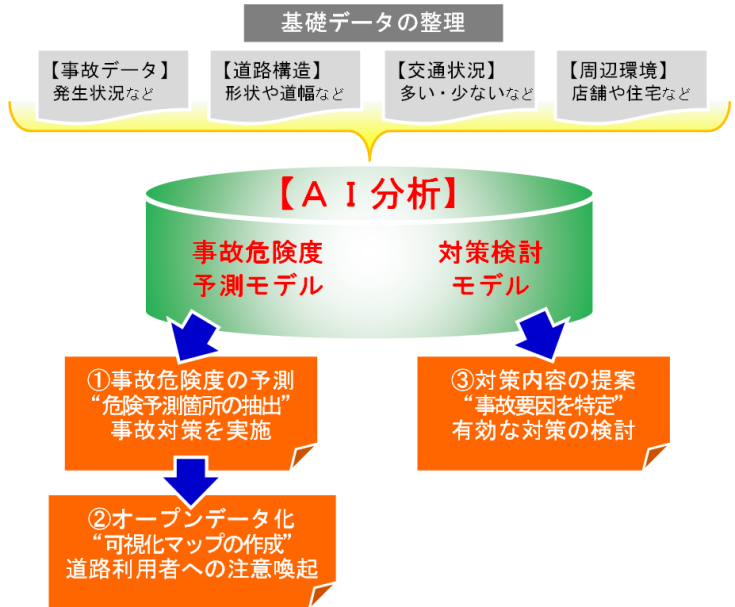 基礎データの整理
【事故データ】
発生状況など
【道路構造】
形状や道幅など
【交通状況】
多い・少ないなど
【周辺環境】
店舗や住宅など
【ＡＩ分析】
事故危険度
予測モデル
対策検討
モデル
①事故危険度の予測
“危険予測箇所の抽出”
事故対策を実施
③対策内容の提案
“事故要因を特定”
有効な対策の検討
②オープンデータ化
“可視化マップの作成”
道路利用者への注意喚起